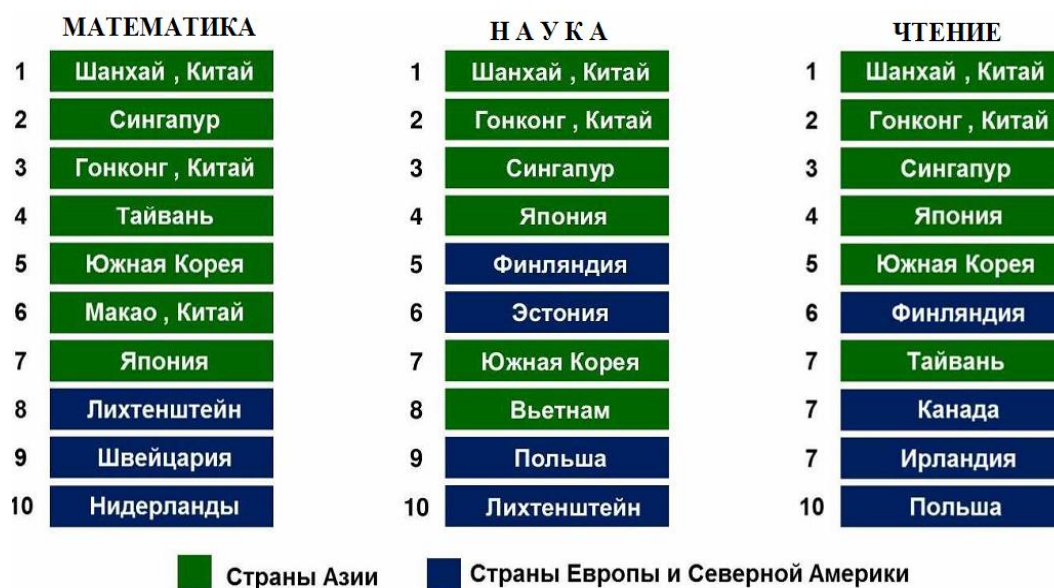 МАТЕМАТИКА
1 Шанхай , Китай
2 Сингапур
3 Гонконг , Китай
4 Тайвань
5 Южная Корея
6 Макао , Китай
7 Япония
8 Лихтенштейн
9 Швейцария
10 Нидерланды
Н А У К А
1 Шанхай , Китай
2 Гонконг , Китай
3 Сингапур
4 Япония
5 Финляндия
6 Эстония
7 Южная Корея
8 Вьетнам
9 Польша
10 Лихтенштейн
ЧТЕНИЕ
1 Шанхай , Китай
2 Гонконг , Китай
3 Сингапур
4 Япония
5 Южная Корея
6 Финляндия
7 Тайвань
7 Канада
7 Ирландия
10 Польша
Страны Азии
Страны Европы и Северной Америки